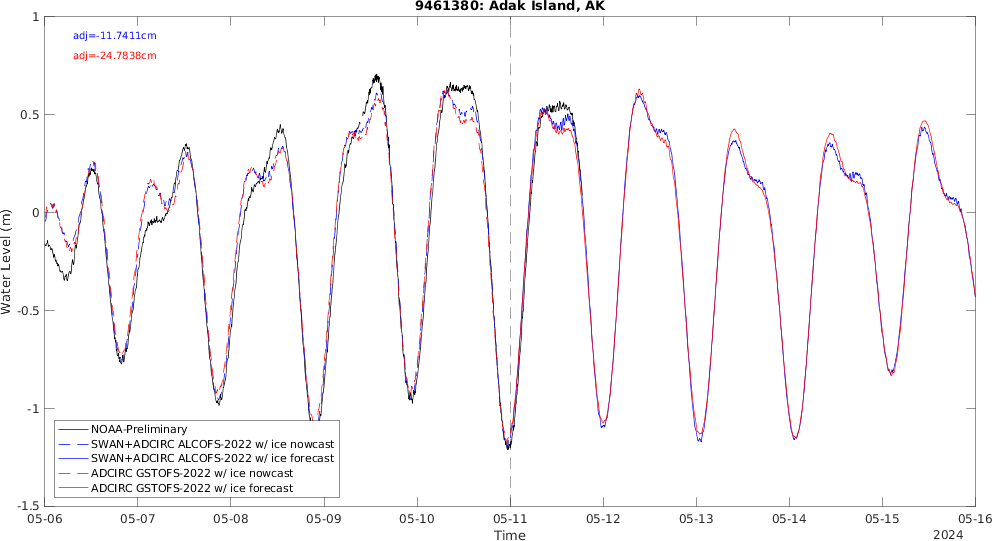 9461380: Adak Island, AK
adj=-11.7411cm
adj=-24.7838cm
Water Level (m)
1
0.5
0
-0.5
-1
-1.5
NOAA-Preliminary
SWAN+ADCIRC ALCOFS-2022 w/ ice nowcast
SWAN+ADCIRC ALCOFS-2022 w/ ice forecast
ADCIRC GSTOFS-2022 w/ ice nowcast
ADCIRC GSTOFS-2022 w/ ice forecast
05-06 05-07 05-08 05-09 05-10 05-11 05-12 05-13 05-14 05-15 05-16
Time
2024